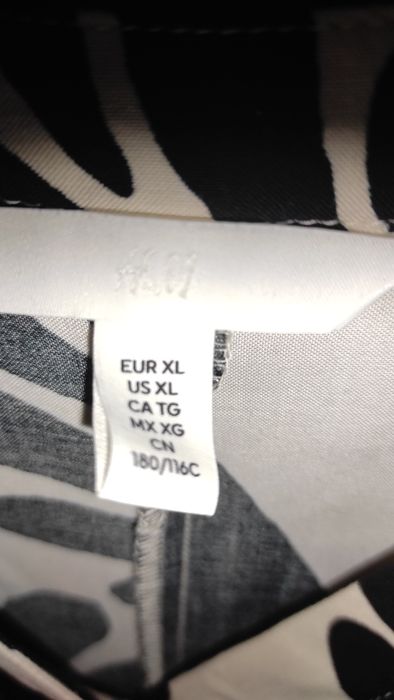 H&M
EUR XL
US XL
CA TG
MX XG
CN
180/116C